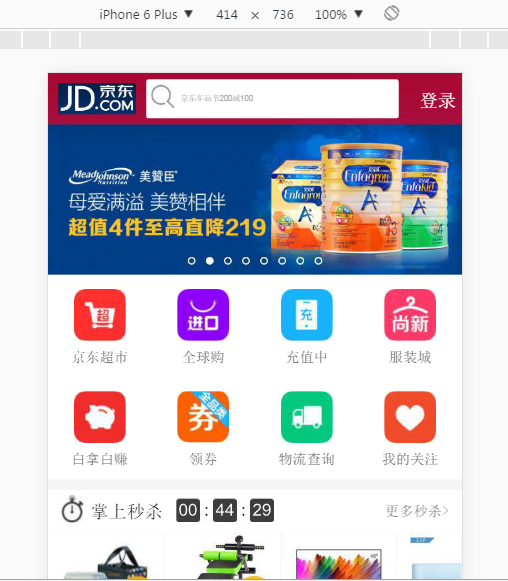 iPhone 6 Plus ▼ 414 × 736 100% ▼
JD.COM 京东
京东车品节200减100
登录
MeadJohnson Nutrition 美赞臣
母爱满溢 美赞相伴
超值4件至高直降219
Enfagrow A+
Enfagrow A+
Enfakid A+ 4
超
进口
充
尚新
京东超市 全球购 充值中 服装城
券 全品类
白拿白赚 领券 物流查询 我的关注
掌上秒杀 00 : 44 : 29 更多秒杀>